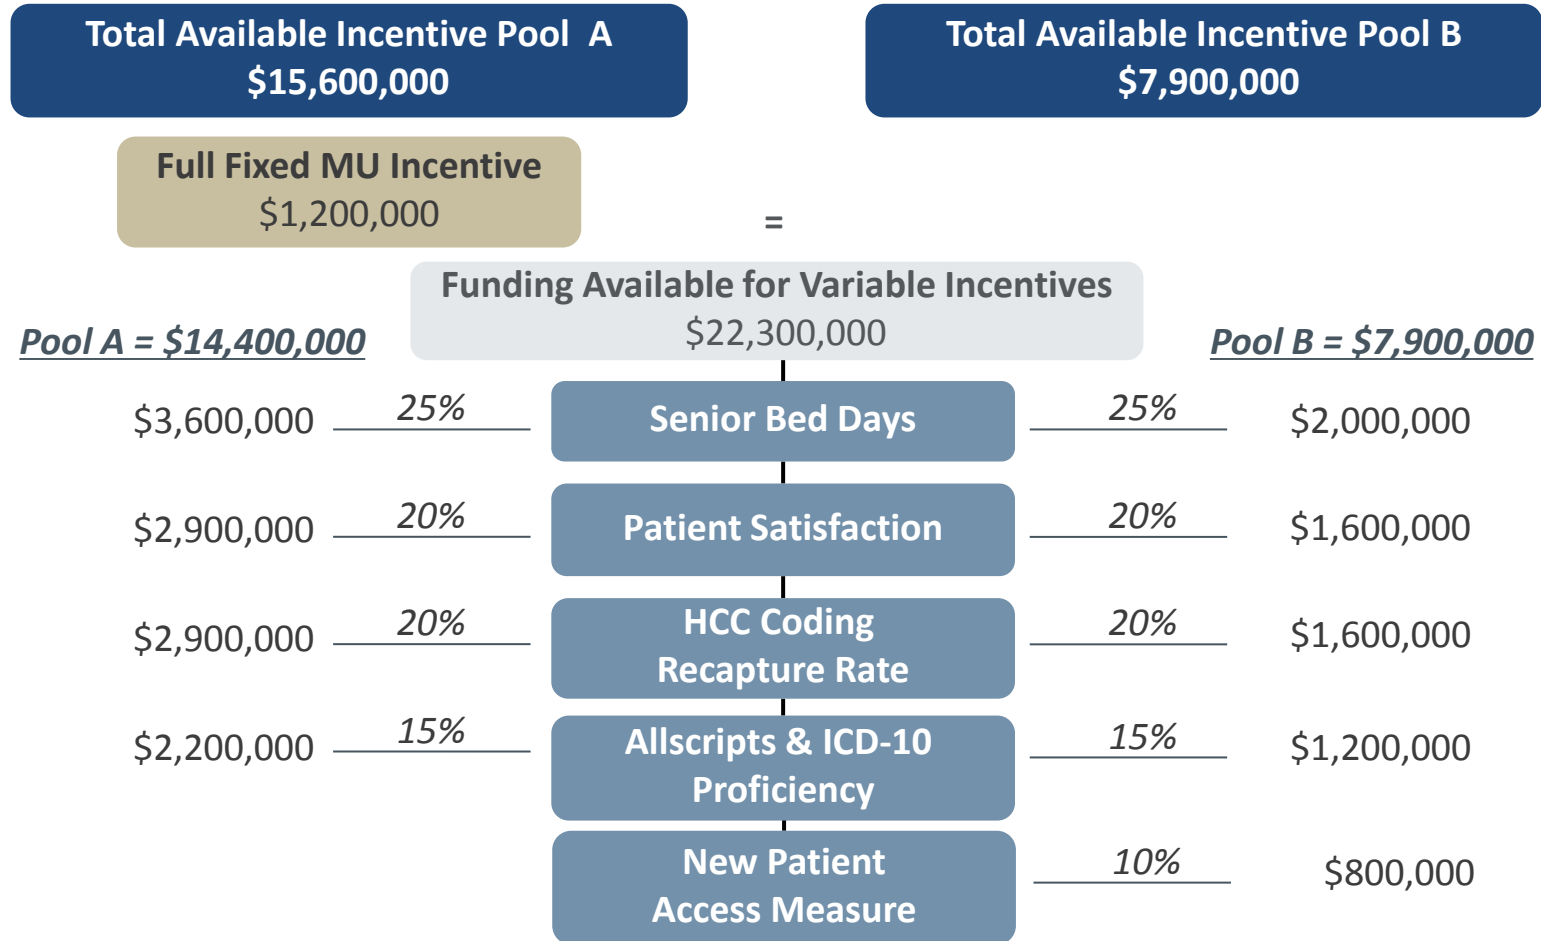 Total Available Incentive Pool A
$15,600,000
Total Available Incentive Pool B
$7,900,000
Full Fixed MU Incentive
$1,200,000
=
Funding Available for Variable Incentives
$22,300,000
Pool A = $14,400,000
Pool B = $7,900,000
$3,600,000
25%
Senior Bed Days
25%
$2,000,000
$2,900,000
20%
Patient Satisfaction
20%
$1,600,000
$2,900,000
20%
HCC Coding
Recapture Rate
20%
$1,600,000
$2,200,000
15%
Allscripts & ICD-10
Proficiency
15%
$1,200,000
New Patient
Access Measure
10%
$800,000